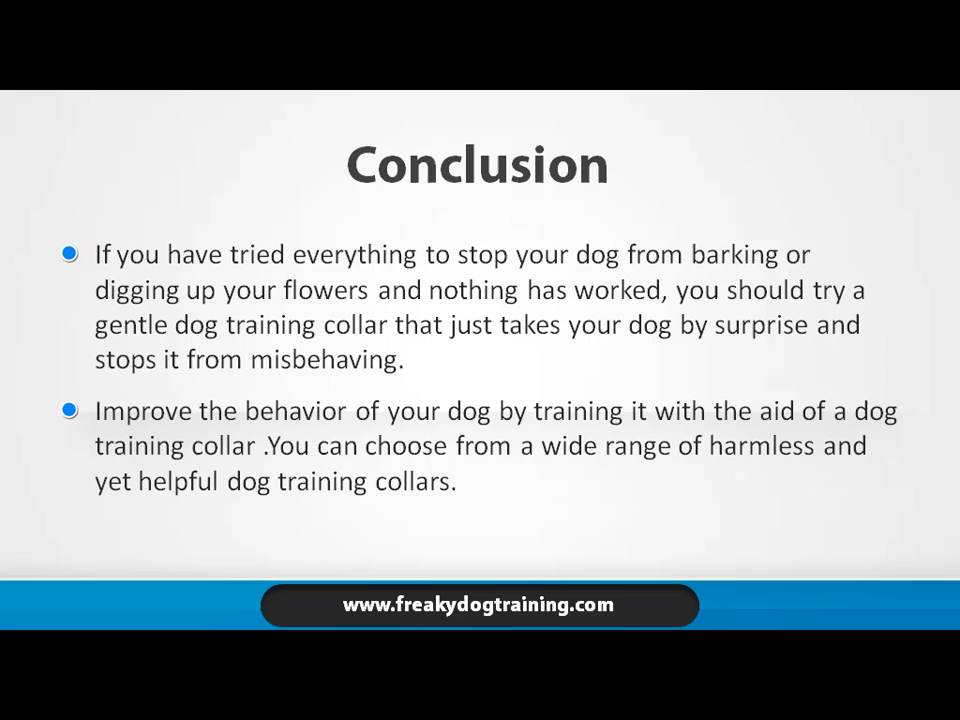 Conclusion
If you have tried everything to stop your dog from barking or
digging up your flowers and nothing has worked, you should try a
gentle dog training collar that just takes your dog by surprise and
stops it from misbehaving.
Improve the behavior of your dog by training it with the aid of a dog
training collar .You can choose from a wide range of harmless and
yet helpful dog training collars.
www.freakydogtraining.com